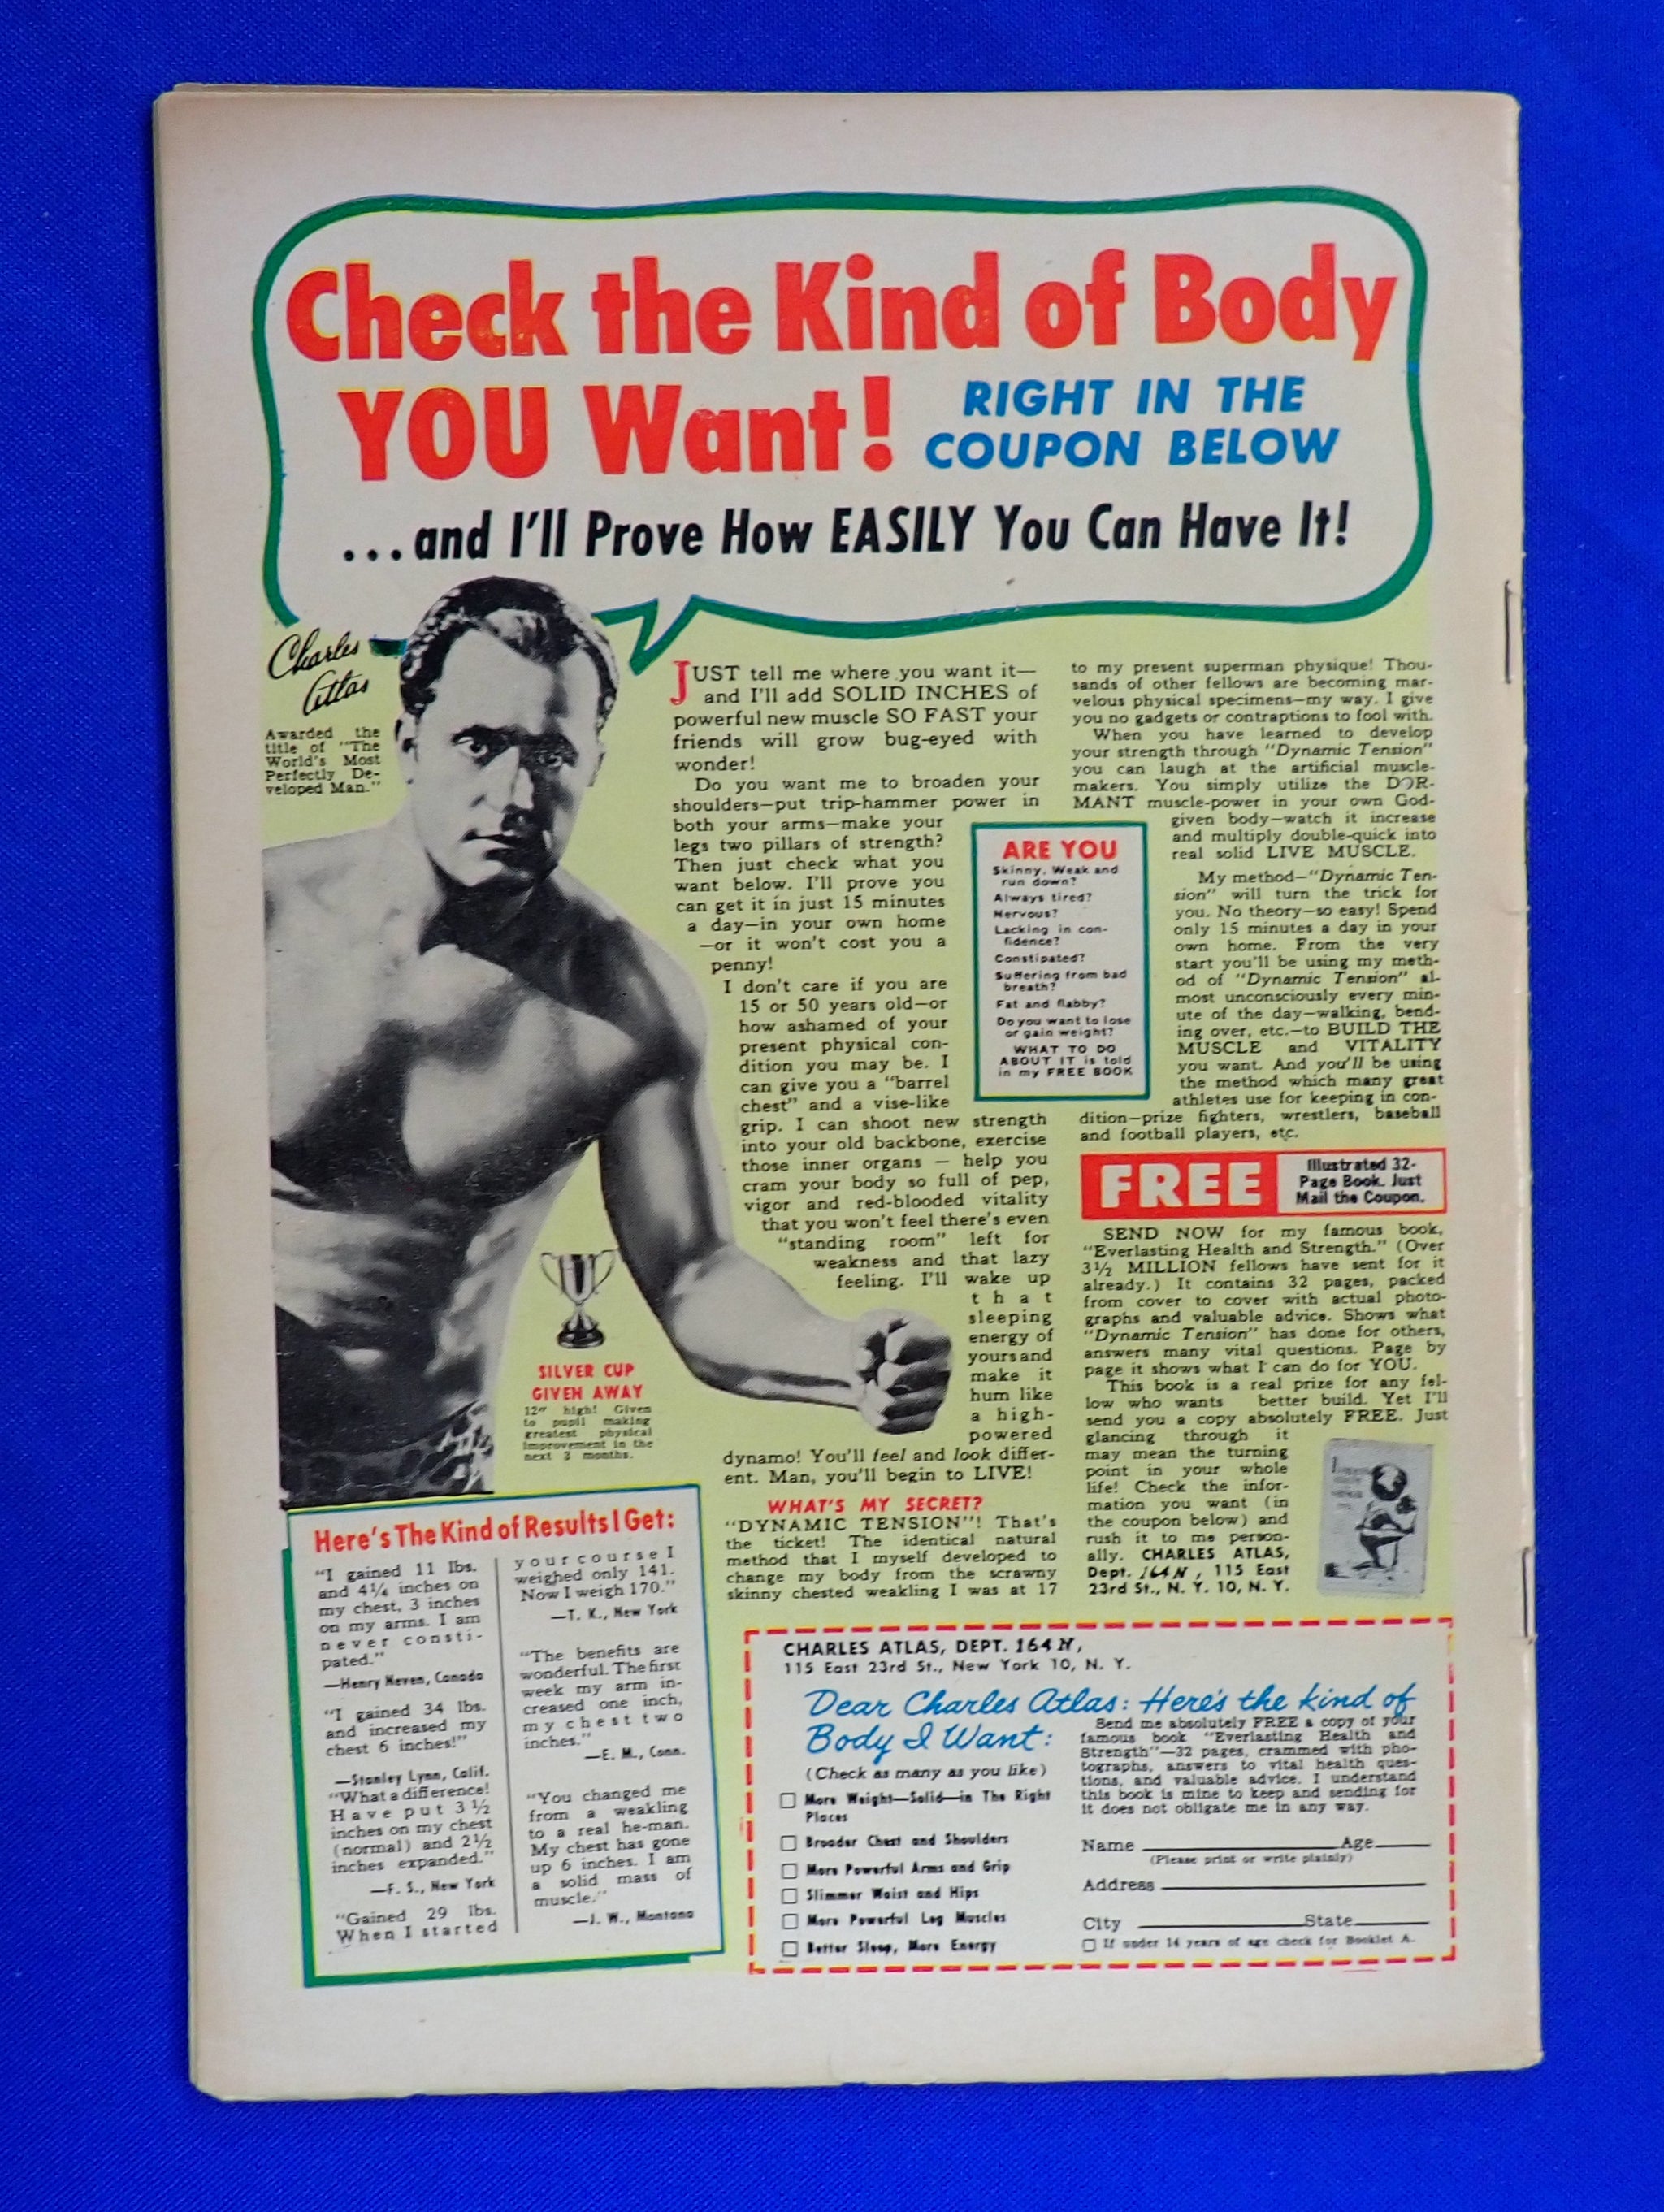 Check the Kind of Body
YOU Want!
RIGHT IN THE
COUPON BELOW
...and I'll Prove How EASILY You Can Have It!
Charles
Atlas
Awarded the
title of "The
World's Most
Perfectly De-
veloped Man."
JUST tell me where you want it—
and I'll add SOLID INCHES of
powerful new muscle SO FAST your
friends will grow bug-eyed with
wonder!
Do you want me to broaden your
shoulders—put trip-hammer power in
both your arms—make your
legs two pillars of strength?
Then just check what you
want below. I'll prove you
can get it in just 15 minutes
a day—in your own home
—or it won't cost you a
penny!
I don't care if you are
15 or 50 years old—or
how ashamed of your
present physical con-
dition you may be. I
can give you a "barrel
chest" and a vise-like
grip. I can shoot new strength
into your old backbone, exercise
those inner organs — help you
cram your body so full of pep,
vigor and red-blooded vitality
that you won't feel there's even
"standing room" left for
weakness and that lazy
feeling. I'll wake up
that
sleeping
energy of
yours and
make it
hum like
a high-
powered
dynamo! You'll feel and look differ-
ent. Man, you'll begin to LIVE!
WHAT'S MY SECRET?
"DYNAMIC TENSION"! That's
the ticket! The identical natural
method that I myself developed to
change my body from the scrawny
skinny chested weakling I was at 17
to my present superman physique! Thou-
sands of other fellows are becoming mar-
velous physical specimens—my way. I give
you no gadgets or contraptions to fool with.
When you have learned to develop
your strength through "Dynamic Tension"
you can laugh at the artificial muscle-
makers. You simply utilize the DOR-
MANT muscle-power in your own God-
given body—watch it increase
and multiply double-quick into
real solid LIVE MUSCLE.
My method—"Dynamic Ten-
sion" will turn the trick for
you. No theory—so easy! Spend
only 15 minutes a day in your
own home. From the very
start you'll be using my meth-
od of "Dynamic Tension" al-
most unconsciously every min-
ute of the day—walking, bend-
ing over, etc.—to BUILD THE
MUSCLE and VITALITY
you want. And you'll be using
the method which many great
athletes use for keeping in con-
dition—prize fighters, wrestlers, baseball
and football players, etc.
ARE YOU
Skinny, Weak and
run down?
Always tired?
Nervous?
Lacking in con-
fidence?
Constipated?
Suffering from bad
breath?
Fat and flabby?
Do you want to lose
or gain weight?
WHAT TO DO
ABOUT IT is told
in my FREE BOOK
FREE
Illustrated 32-
Page Book. Just
Mail the Coupon.
SEND NOW for my famous book,
"Everlasting Health and Strength." (Over
3½ MILLION fellows have sent for it
already.) It contains 32 pages, packed
from cover to cover with actual photo-
graphs and valuable advice. Shows what
"Dynamic Tension" has done for others,
answers many vital questions. Page by
page it shows what I can do for YOU.
This book is a real prize for any fel-
low who wants better build. Yet I'll
send you a copy absolutely FREE. Just
glancing through it
may mean the turning
point in your whole
life! Check the infor-
mation you want (in
the coupon below) and
rush it to me person-
ally. CHARLES ATLAS,
Dept. 164N, 115 East
23rd St., N. Y. 10, N. Y.
SILVER CUP
GIVEN AWAY
12" high! Given
to pupil making
greatest physical
improvement in the
next 3 months.
Here's The Kind of Results I Get:
"I gained 11 lbs.
and 4¼ inches on
my chest, 3 inches
on my arms. I am
never consti-
pated."
—Henry Neven, Canada
"I gained 34 lbs.
and increased my
chest 6 inches!"
—Stanley Lynn, Calif.
"What a difference!
Have put 3½
inches on my chest
(normal) and 2½
inches expanded."
—F. S., New York
"Gained 29 lbs.
When I started
your course I
weighed only 141.
Now I weigh 170."
—T. K., New York
"The benefits are
wonderful. The first
week my arm in-
creased one inch,
my chest two
inches."
—E. M., Conn.
"You changed me
from a weakling
to a real he-man.
My chest has gone
up 6 inches. I am
a solid mass of
muscle."
—J. W., Montana
CHARLES ATLAS, DEPT. 164N,
115 East 23rd St., New York 10, N. Y.
Dear Charles Atlas: Here's the kind of
Body I Want:
(Check as many as you like)
More Weight—Solid—in The Right
Places
Broader Chest and Shoulders
More Powerful Arms and Grip
Slimmer Waist and Hips
More Powerful Leg Muscles
Better Sleep, More Energy
Send me absolutely FREE a copy of your
famous book "Everlasting Health and
Strength"—32 pages, crammed with pho-
tographs, answers to vital health ques-
tions, and valuable advice. I understand
this book is mine to keep and sending for
it does not obligate me in any way.
Name Age
(Please print or write plainly)
Address
City State
If under 14 years of age check for Booklet A.